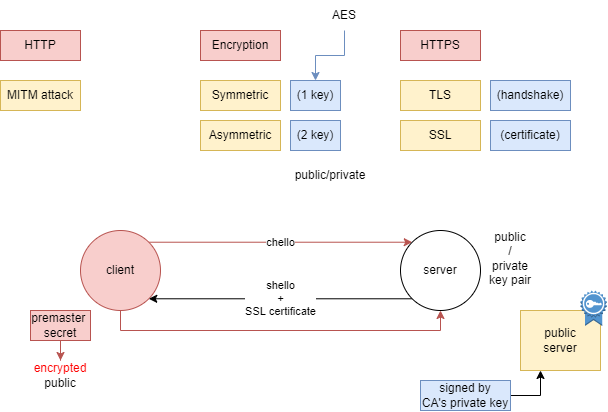 AES
HTTP
Encryption
HTTPS
MITM attack
Symmetric
(1 key)
TLS
(handshake)
Asymmetric
(2 key)
SSL
(certificate)
public/private
client
chello
server
public
/
private
key pair
shello
+
SSL certificate
premaster
secret
encrypted
public
public
server
signed by
CA's private key